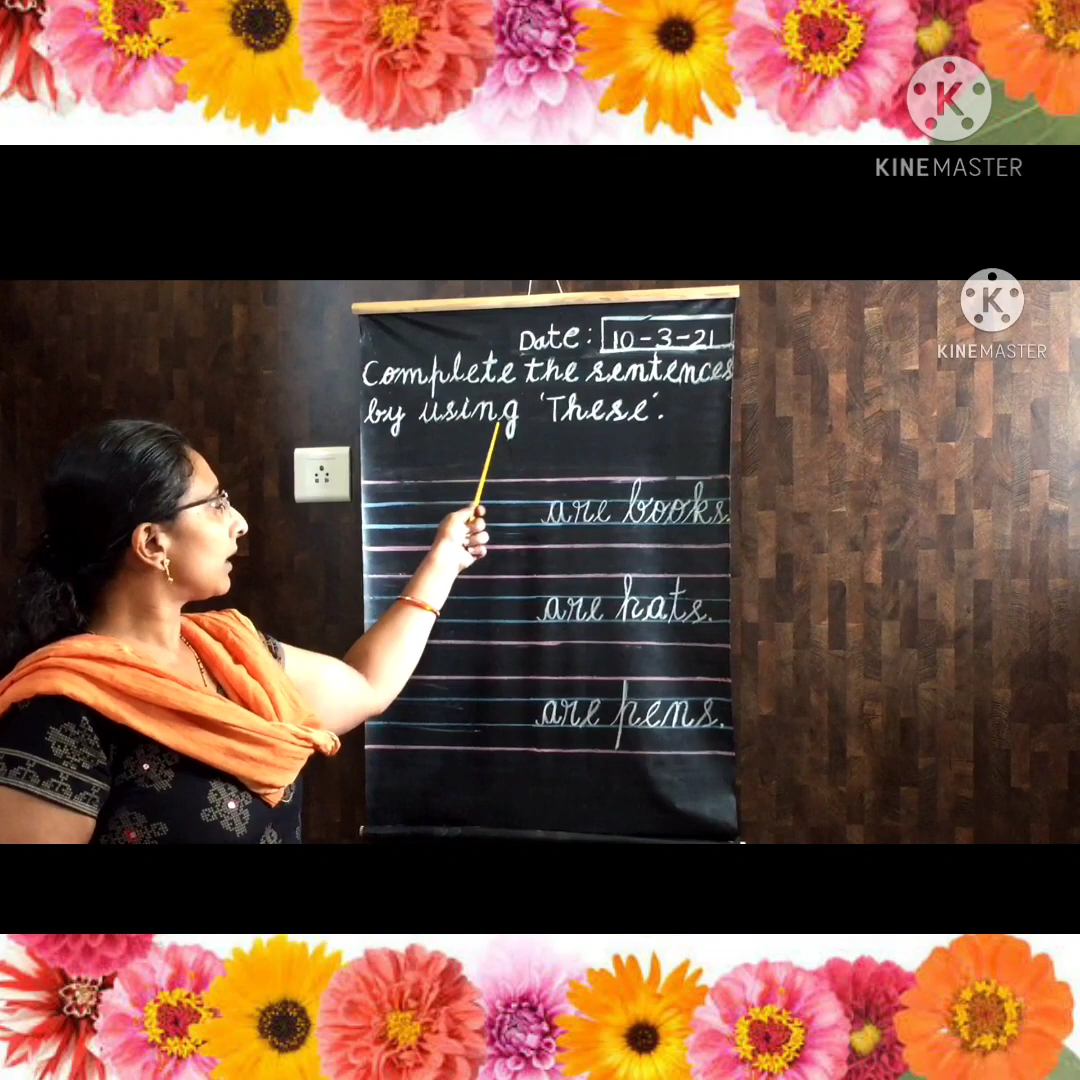 K
KINEMASTER
K
KINEMASTER
Date: 10-3-21
Complete the sentences
by using 'These'.
are books.
are hats.
are pens.